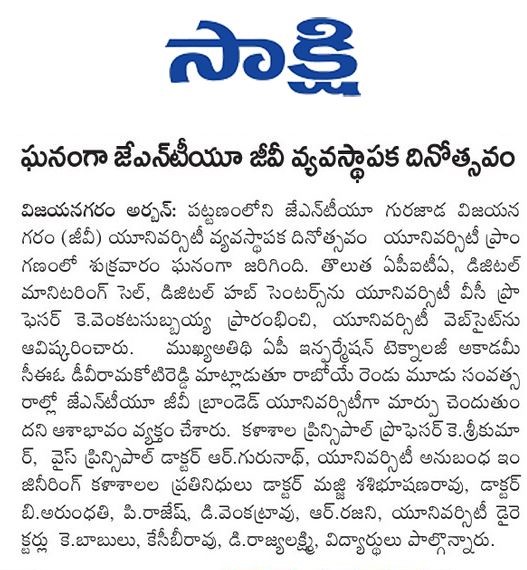 సాక్షి
ఘనంగా జేఎన్‌టీయూ జీవీ వ్యవస్థాపక దినోత్సవం
విజయనగరం అర్బన్: పట్టణంలోని జేఎన్‌టీయూ గురజాడ విజయన
గరం (జీవీ) యూనివర్సిటీ వ్యవస్థాపక దినోత్సవం యూనివర్సిటీ ప్రాం
గణంలో శుక్రవారం ఘనంగా జరిగింది. తొలుత ఏపీఐటీఏ, డిజిటల్
మానిటరింగ్ సెల్, డిజిటల్ హబ్ సెంటర్స్‌ను యూనివర్సిటీ వీసీ ప్రొ
ఫెసర్ కె.వెంకటసుబ్బయ్య ప్రారంభించి, యూనివర్సిటీ వెబ్‌సైట్‌ను
ఆవిష్కరించారు. ముఖ్యఅతిథి ఏపీ ఇన్ఫర్మేషన్ టెక్నాలజీ అకాడమీ
సీఈఓ డీవీరామకోటిరెడ్డి మాట్లాడుతూ రాబోయే రెండు మూడు సంవత్స
రాల్లో జేఎన్‌టీయూ జీవీ బ్రాండెడ్ యూనివర్సిటీగా మార్పు చెందుతుం
దని ఆశాభావం వ్యక్తం చేశారు. కళాశాల ప్రిన్సిపాల్ ప్రొఫెసర్ కె.శ్రీకుమా
ర్, వైస్ ప్రిన్సిపాల్ డాక్టర్ ఆర్.గురునాథ్, యూనివర్సిటీ అనుబంధ ఇం
జినీరింగ్ కళాశాలల ప్రతినిధులు డాక్టర్ మజ్జి శశిభూషణరావు, డాక్టర్
బి.అరుంధతి, పి.రాజేష్, డి.వెంకట్రావు, ఆర్.రజని, యూనివర్సిటీ డైరె
క్టర్లు కె.బాబులు, కేసీబీరావు, డి.రాజ్యలక్ష్మి, విద్యార్థులు పాల్గొన్నారు.